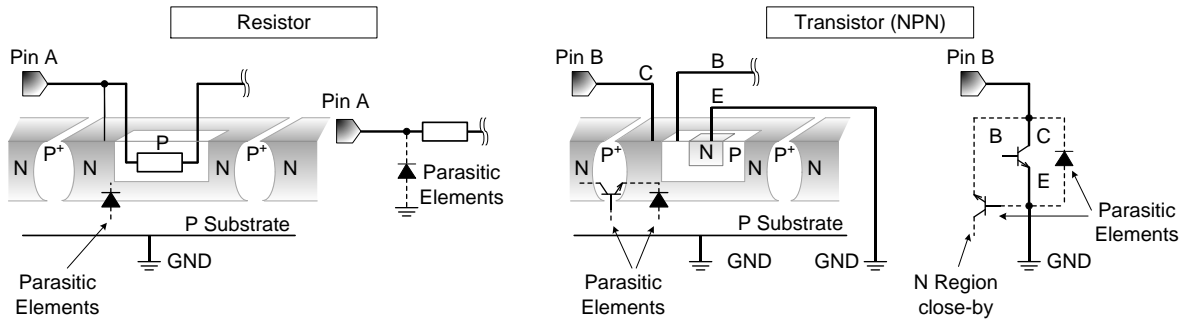 Resistor
Pin A
N
P+
N
P
N
P+
N
P Substrate
GND
Parasitic
Elements
Pin A
Parasitic
Elements
Transistor (NPN)
Pin B
C
B
E
N
P+
N
N
P
N
P+
N
P Substrate
GND
GND
Parasitic
Elements
Pin B
B
C
E
Parasitic
Elements
GND
N Region
close-by